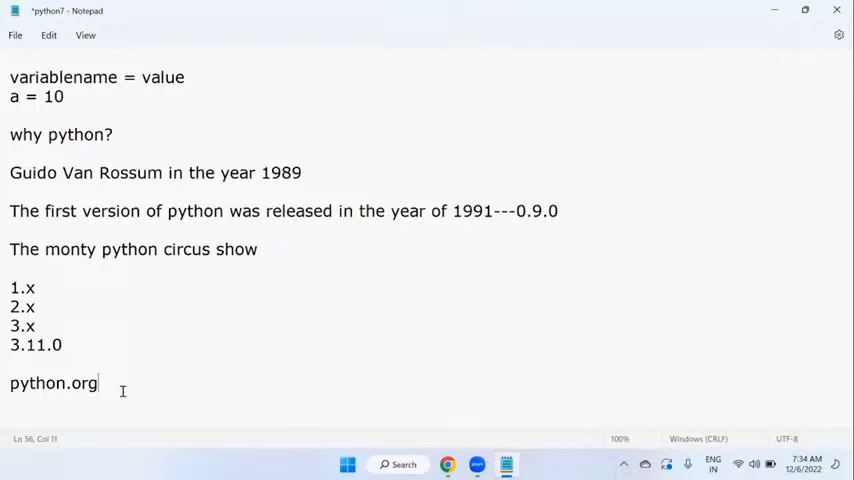 *python7 - Notepad
File Edit View
variablename = value
a = 10
why python?
Guido Van Rossum in the year 1989
The first version of python was released in the year of 1991---0.9.0
The monty python circus show
1.x
2.x
3.x
3.11.0
python.org
Ln 56, Col 11 100% Windows (CRLF) UTF-8
Search zoom ENG 7:34 AM
IN 12/6/2022